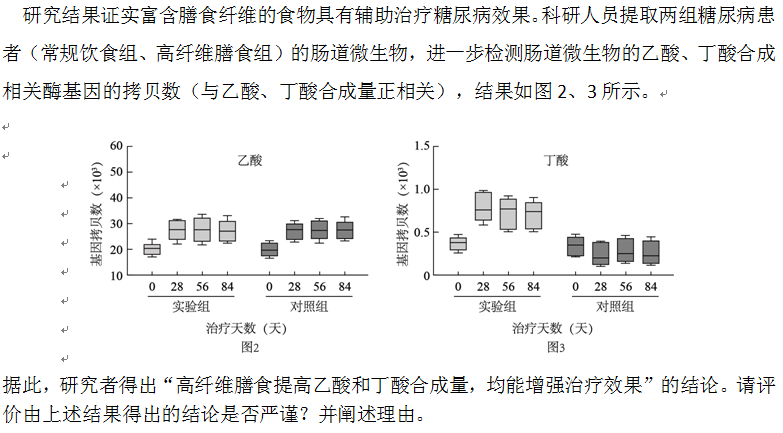 研究结果证实富含膳食纤维的食物具有辅助治疗糖尿病效果。科研人员提取两组糖尿病患
者（常规饮食组、高纤维膳食组）的肠道微生物，进一步检测肠道微生物的乙酸、丁酸合成
相关酶基因的拷贝数（与乙酸、丁酸合成量正相关），结果如图2、3所示。
乙酸
基因拷贝数（×10³）
60
50
40
30
20
10
0 28 56 84 0 28 56 84
实验组 对照组
治疗天数（天）
图2
丁酸
基因拷贝数（×10³）
1.5
1.0
0.5
0
0 28 56 84 0 28 56 84
实验组 对照组
治疗天数（天）
图3
据此，研究者得出“高纤维膳食提高乙酸和丁酸合成量，均能增强治疗效果”的结论。请评
价由上述结果得出的结论是否严谨？并阐述理由。